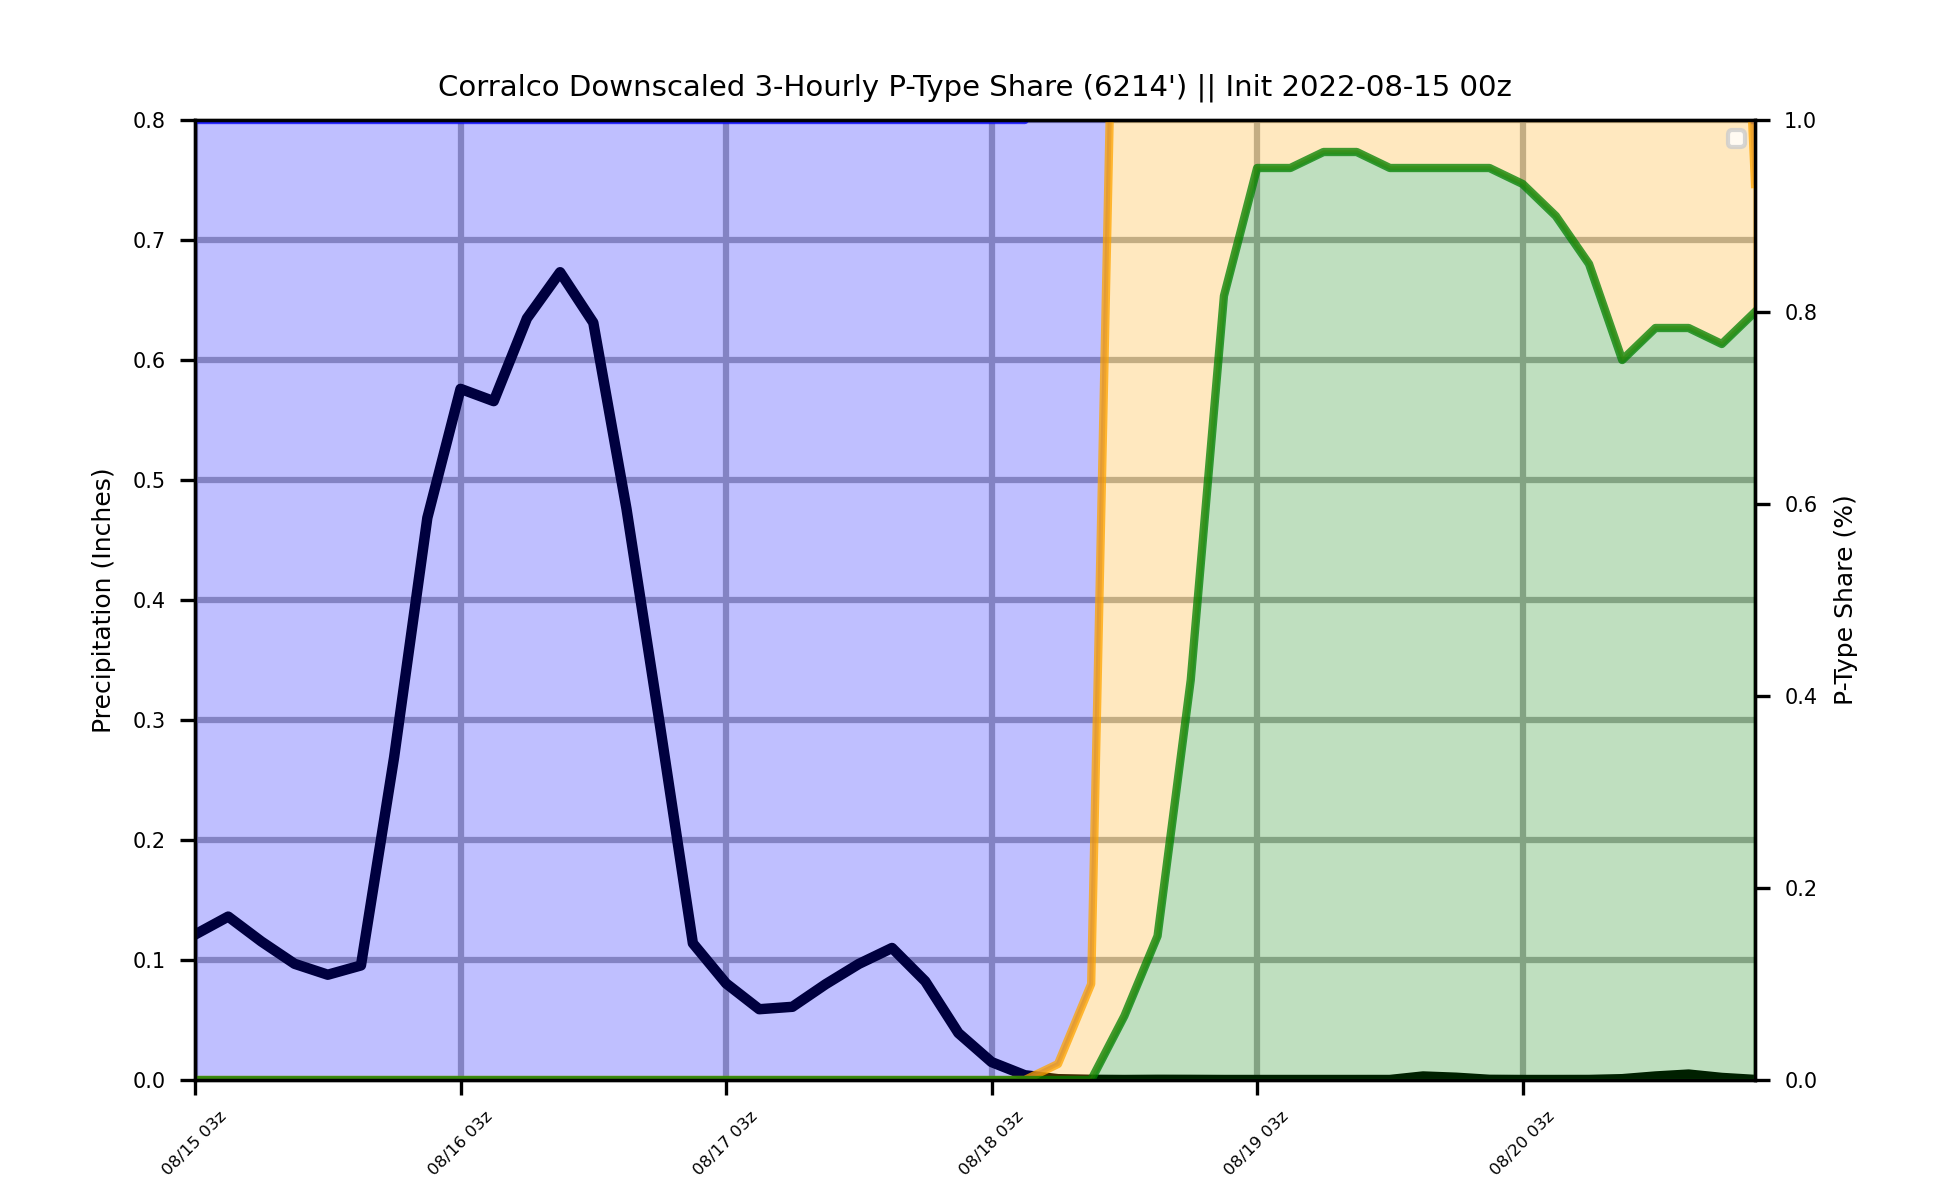 Corralco Downscaled 3-Hourly P-Type Share (6214') || Init 2022-08-15 00z
0.8
0.7
0.6
0.5
0.4
0.3
0.2
0.1
0.0
Precipitation (Inches)
1.0
0.8
0.6
0.4
0.2
0.0
P-Type Share (%)
08/15 03z
08/16 03z
08/17 03z
08/18 03z
08/19 03z
08/20 03z